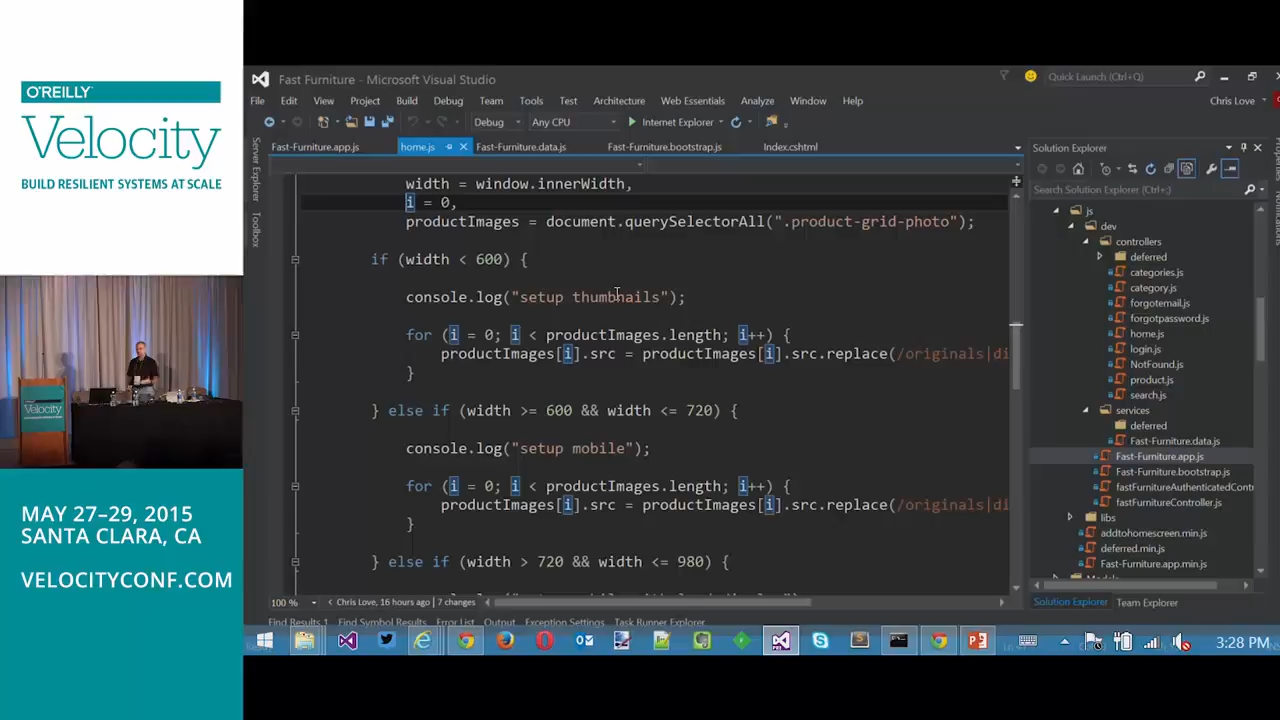 O'REILLY
Velocity
BUILD RESILIENT SYSTEMS AT SCALE
Velocity
MAY 27–29, 2015
SANTA CLARA, CA
VELOCITYCONF.COM
Fast Furniture - Microsoft Visual Studio
Quick Launch (Ctrl+Q)
File Edit View Project Build Debug Team Tools Test Architecture Web Essentials Analyze Window Help
Chris Love
Debug Any CPU Internet Explorer
Server Explorer
Toolbox
Fast-Furniture.app.js home.js Fast-Furniture.data.js Fast-Furniture.bootstrap.js Index.cshtml
width = window.innerWidth,
i = 0,
productImages = document.querySelectorAll(".product-grid-photo");
if (width < 600) {
console.log("setup thumbnails");
for (i = 0; i < productImages.length; i++) {
productImages[i].src = productImages[i].src.replace(/originals|di
}
} else if (width >= 600 && width <= 720) {
console.log("setup mobile");
for (i = 0; i < productImages.length; i++) {
productImages[i].src = productImages[i].src.replace(/originals|di
}
} else if (width > 720 && width <= 980) {
100 % Chris Love, 16 hours ago | 7 changes
Find Results 1 Find Symbol Results Error List Output Exception Settings Task Runner Explorer
Solution Explorer
Search Solution Explorer
js
dev
controllers
deferred
categories.js
category.js
forgotemail.js
forgotpassword.js
home.js
login.js
NotFound.js
product.js
search.js
services
deferred
Fast-Furniture.data.js
Fast-Furniture.app.js
Fast-Furniture.bootstrap.js
fastFurnitureAuthenticatedContr
fastFurnitureController.js
libs
addtohomescreen.min.js
deferred.min.js
Fast-Furniture.app.min.js
Models
Solution Explorer Team Explorer
3:28 PM